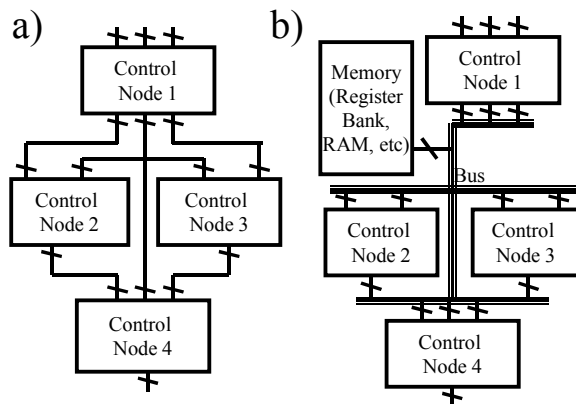 a)
Control
Node 1
Control
Node 2
Control
Node 3
Control
Node 4
b)
Memory
(Register
Bank,
RAM, etc)
Control
Node 1
Bus
Control
Node 2
Control
Node 3
Control
Node 4